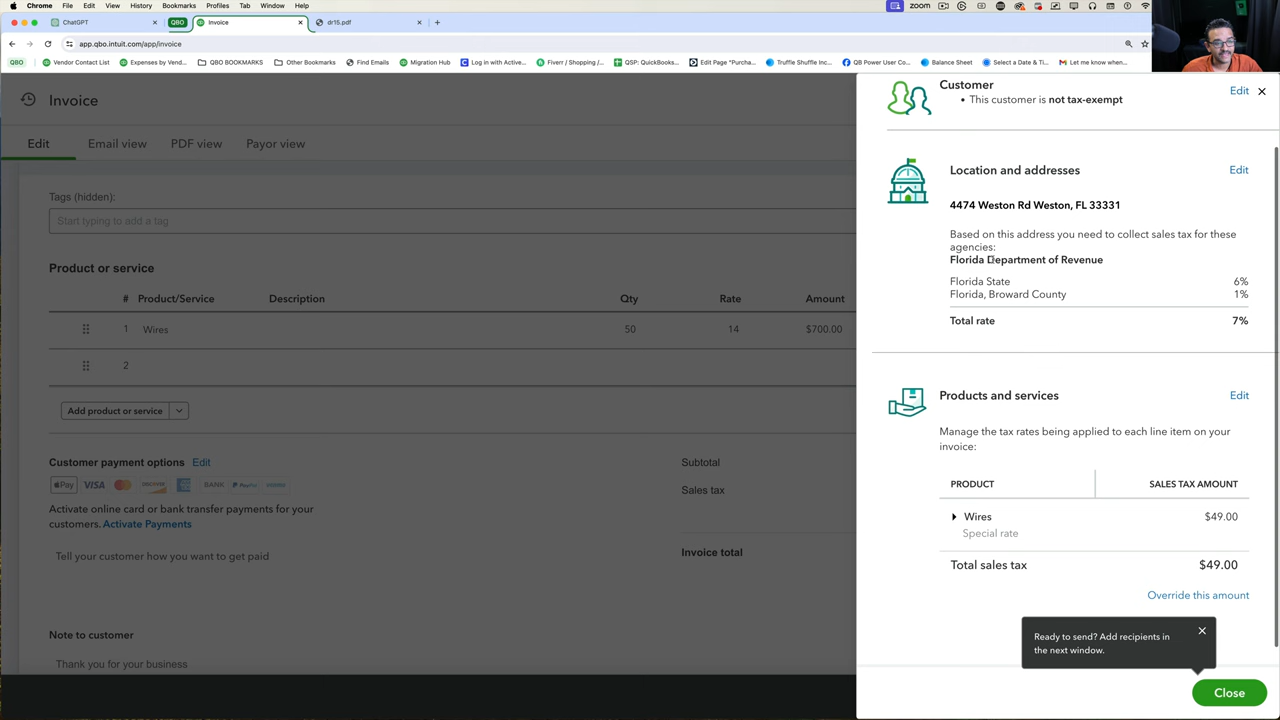 Chrome File Edit View History Bookmarks Profiles Tab Window Help zoom
ChatGPT QBO Invoice dr15.pdf
app.qbo.intuit.com/app/invoice
QBO Vendor Contact List Expenses by Vend... QBO BOOKMARKS Other Bookmarks Find Emails Migration Hub Log in with Active... Fiverr / Shopping /... QSP: QuickBooks... Edit Page "Purcha... Truffle Shuffle Inc... QB Power User Co... Balance Sheet Select a Date & Ti... Let me know when...
Invoice
Edit Email view PDF view Payor view
Tags (hidden):
Start typing to add a tag
Product or service
# Product/Service Description Qty Rate Amount
1 Wires 50 14 $700.00
2
Add product or service
Customer payment options Edit
Pay VISA BANK PayPal
Activate online card or bank transfer payments for your
customers. Activate Payments
Tell your customer how you want to get paid
Subtotal
Sales tax
Invoice total
Note to customer
Thank you for your business
Customer Edit
• This customer is not tax-exempt
Location and addresses Edit
4474 Weston Rd Weston, FL 33331
Based on this address you need to collect sales tax for these
agencies:
Florida Department of Revenue
Florida State 6%
Florida, Broward County 1%
Total rate 7%
Products and services Edit
Manage the tax rates being applied to each line item on your
invoice:
PRODUCT SALES TAX AMOUNT
Wires $49.00
Special rate
Total sales tax $49.00
Override this amount
Ready to send? Add recipients in
the next window.
Close